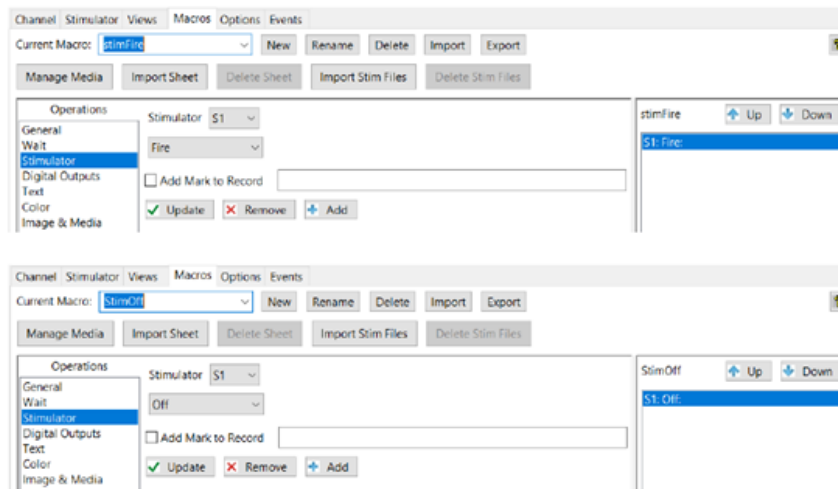 Channel Stimulator Views Macros Options Events
Current Macro: stimFire New Rename Delete Import Export
Manage Media Import Sheet Delete Sheet Import Stim Files Delete Stim Files
Operations
General
Wait
Stimulator
Digital Outputs
Text
Color
Image & Media
Stimulator S1
Fire
Add Mark to Record
Update Remove Add
stimFire Up Down
S1: Fire:
Channel Stimulator Views Macros Options Events
Current Macro: StimOff New Rename Delete Import Export
Manage Media Import Sheet Delete Sheet Import Stim Files Delete Stim Files
Operations
General
Wait
Stimulator
Digital Outputs
Text
Color
Image & Media
Stimulator S1
Off
Add Mark to Record
Update Remove Add
StimOff Up Down
S1: Off: